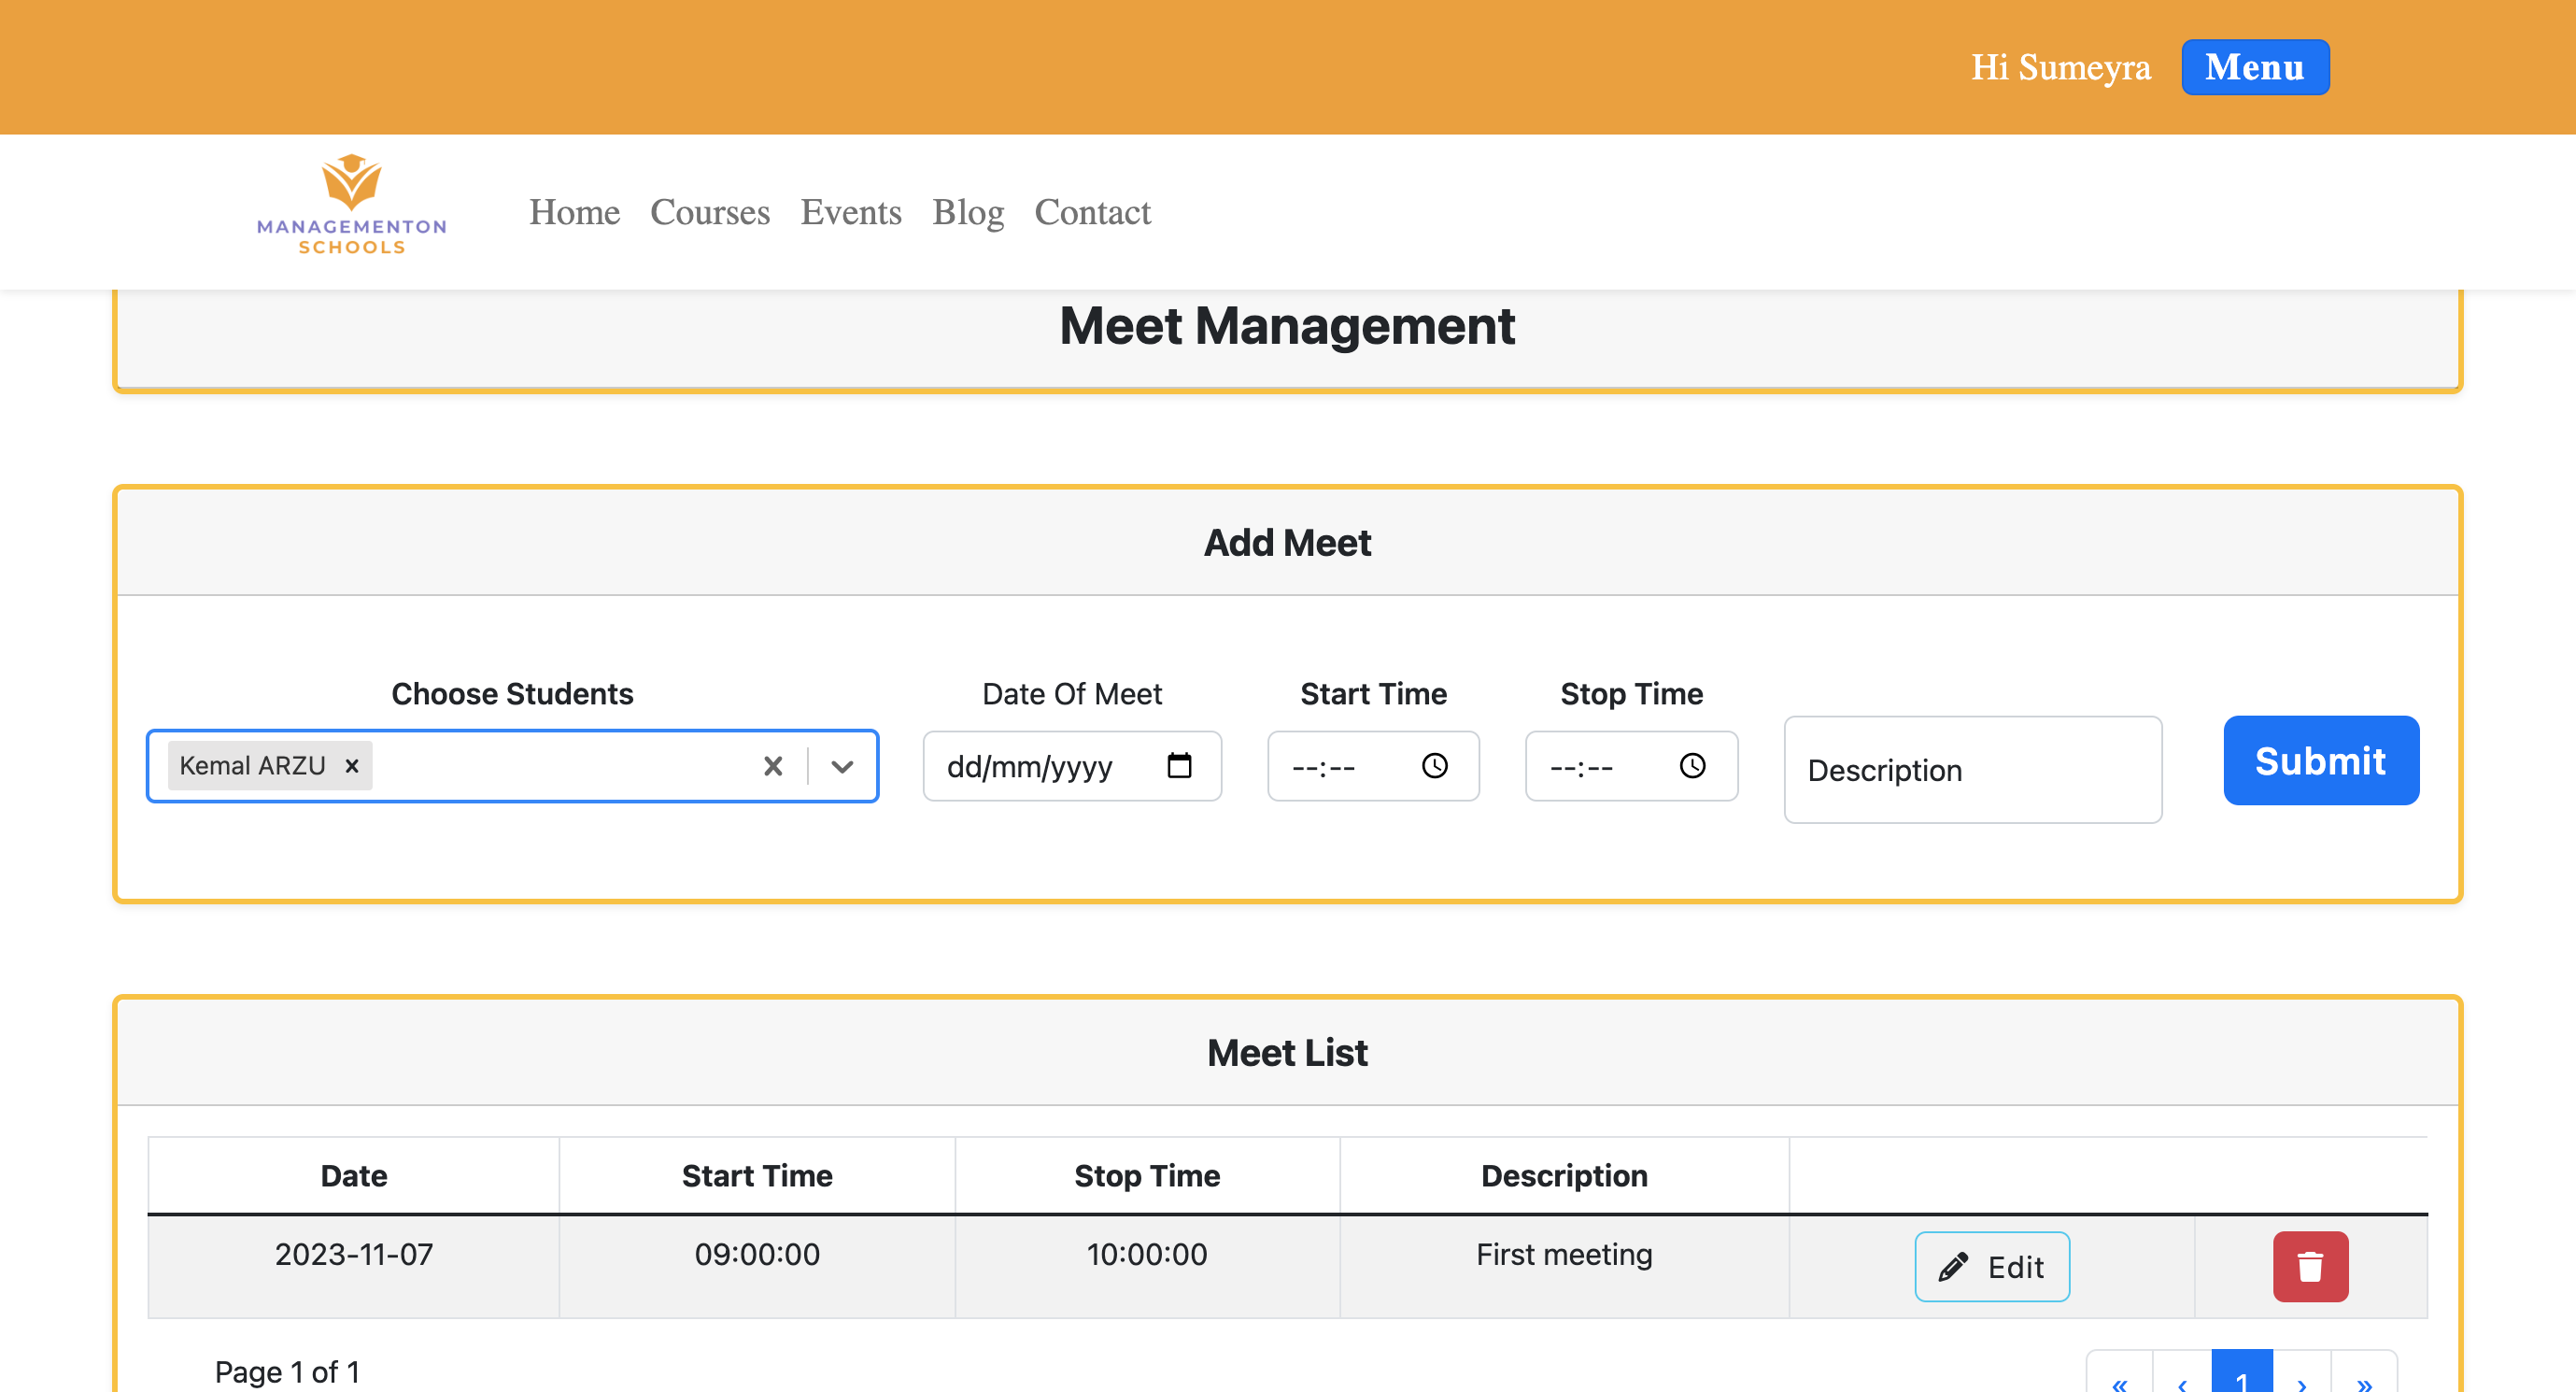 Hi Sumeyra Menu
MANAGEMENTON
SCHOOLS
Home Courses Events Blog Contact
Meet Management
Add Meet
Choose Students Date Of Meet Start Time Stop Time
Kemal ARZU × dd/mm/yyyy --:-- --:-- Description Submit
Meet List
Date Start Time Stop Time Description
2023-11-07 09:00:00 10:00:00 First meeting Edit
Page 1 of 1 « ‹ 1 › »